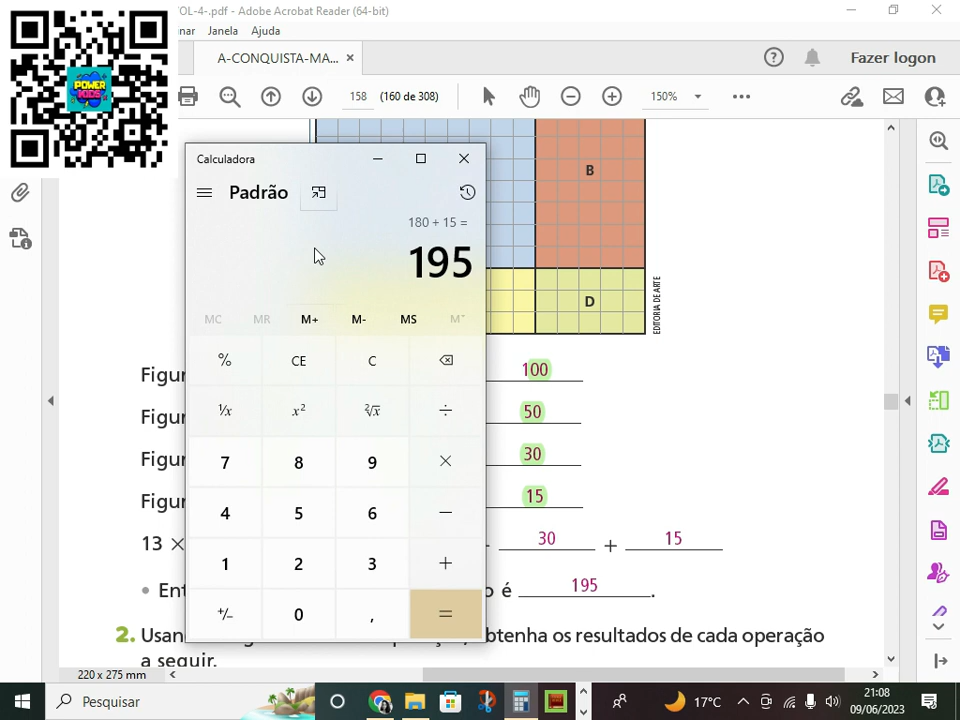 OL-4-.pdf - Adobe Acrobat Reader (64-bit)
nar Janela Ajuda
A-CONQUISTA-MA...
Fazer logon
158 (160 de 308) 150%
POWER KIDS
B
D
EDITORIA DE ARTE
Calculadora
Padrão
180 + 15 =
195
MC MR M+ M- MS M˅
% CE C
¹/x x² ²√x ÷
7 8 9 ×
4 5 6 −
1 2 3 +
+/− 0 , =
Figur 100
Figur 50
Figur 30
Figur 15
13 × 30 + 15
• Ent o é 195.
2. Usan btenha os resultados de cada operação
a seguir.
220 x 275 mm
Pesquisar
17°C
21:08
09/06/2023